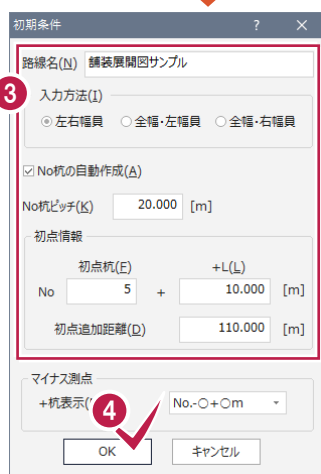 初期条件 ? ×
路線名(N) 舗装展開図サンプル
3
入力方法(I)
左右幅員 全幅・左幅員 全幅・右幅員
No杭の自動作成(A)
No杭ピッチ(K) 20.000 [m]
初点情報
初点杭(F) +L(L)
No 5 + 10.000 [m]
初点追加距離(D) 110.000 [m]
マイナス測点
+杭表示( No.-○+○m
4
OK キャンセル